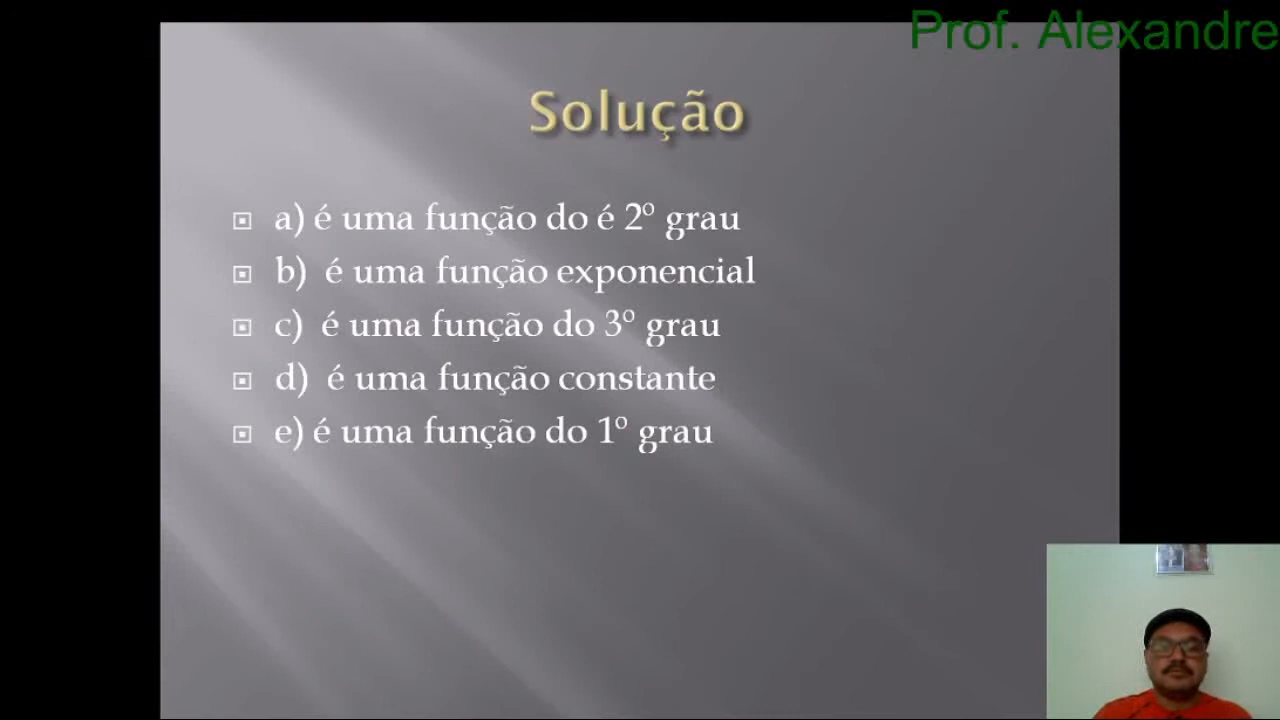 Prof. Alexandre
Solução
a) é uma função do é 2º grau
b) é uma função exponencial
c) é uma função do 3º grau
d) é uma função constante
e) é uma função do 1º grau